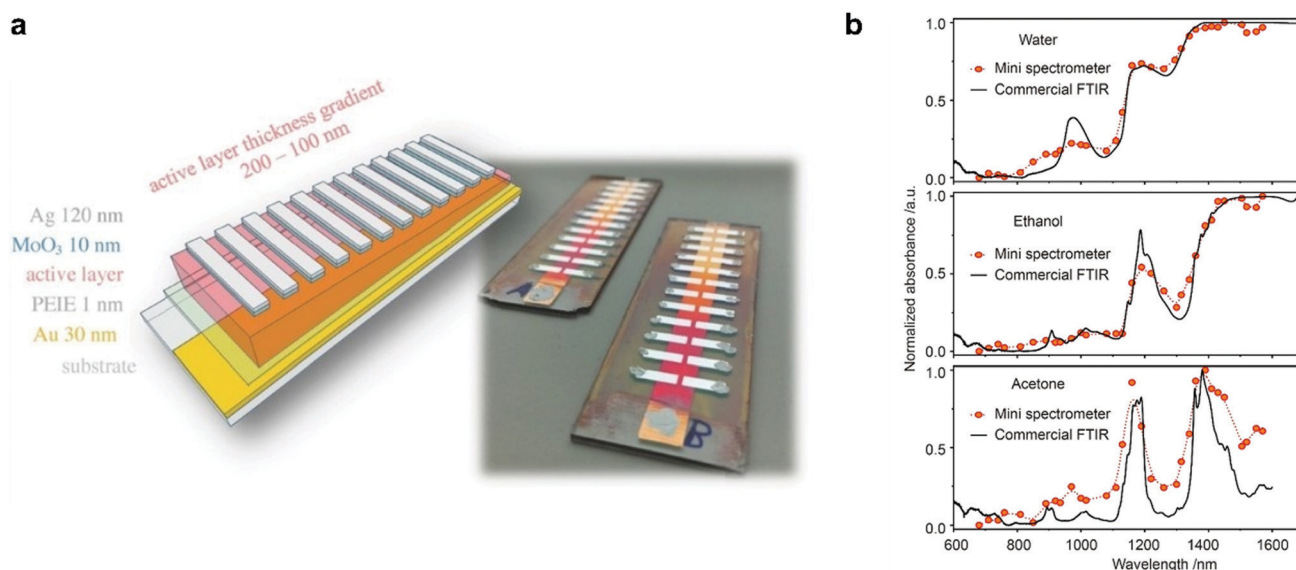 a
active layer thickness gradient
200 – 100 nm
Ag 120 nm
MoO₃ 10 nm
active layer
PEIE 1 nm
Au 30 nm
substrate
A
B
b
Water
Mini spectrometer
Commercial FTIR
1.0
0.5
0.0
Ethanol
Mini spectrometer
Commercial FTIR
1.0
0.5
0.0
Acetone
Mini spectrometer
Commercial FTIR
1.0
0.5
0.0
Normalized absorbance /a.u.
600 800 1000 1200 1400 1600
Wavelength /nm